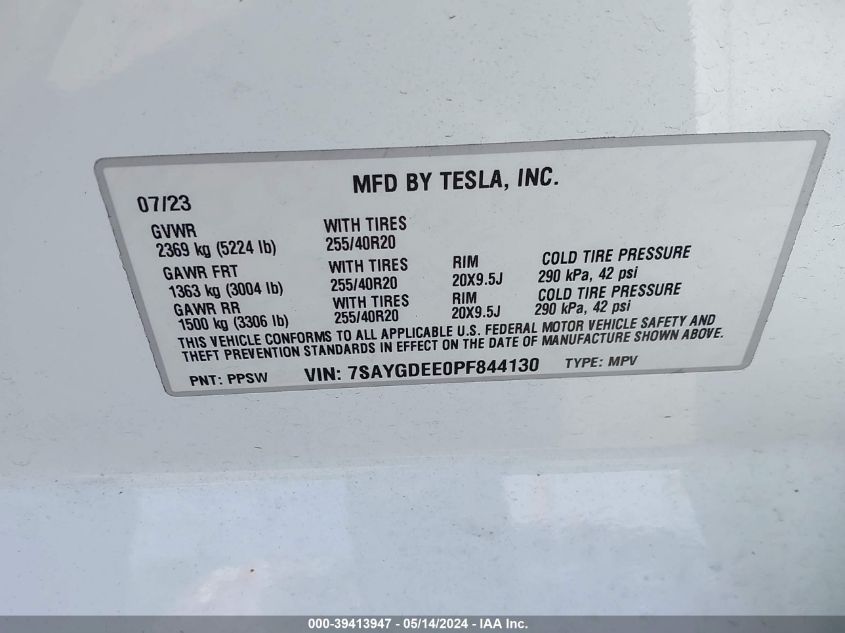 MFD BY TESLA, INC.
07/23
GVWR WITH TIRES
2369 kg (5224 lb) 255/40R20
GAWR FRT WITH TIRES RIM COLD TIRE PRESSURE
1363 kg (3004 lb) 255/40R20 20X9.5J 290 kPa, 42 psi
GAWR RR WITH TIRES RIM COLD TIRE PRESSURE
1500 kg (3306 lb) 255/40R20 20X9.5J 290 kPa, 42 psi
THIS VEHICLE CONFORMS TO ALL APPLICABLE U.S. FEDERAL MOTOR VEHICLE SAFETY AND
THEFT PREVENTION STANDARDS IN EFFECT ON THE DATE OF MANUFACTURE SHOWN ABOVE.
PNT: PPSW VIN: 7SAYGDEE0PF844130 TYPE: MPV
000-39413947 - 05/14/2024 - IAA Inc.